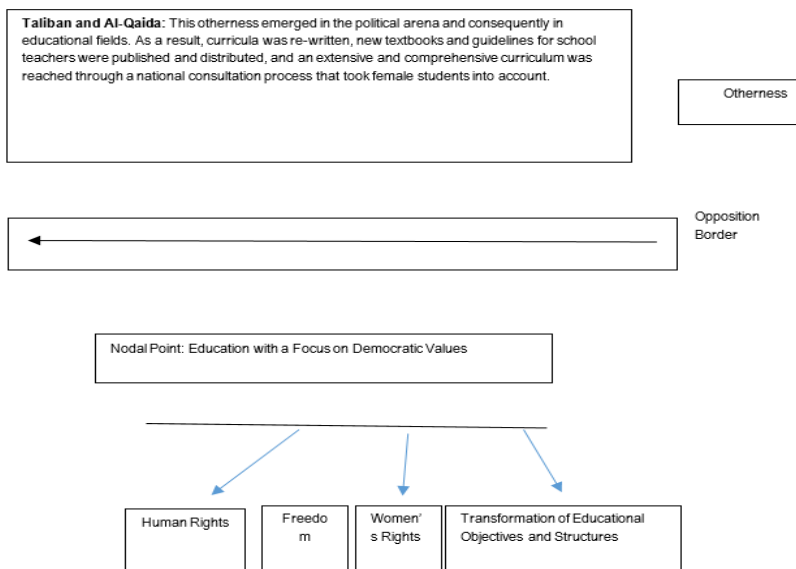 Taliban and Al-Qaida: This otherness emerged in the political arena and consequently in
educational fields. As a result, curricula was re-written, new textbooks and guidelines for school
teachers were published and distributed, and an extensive and comprehensive curriculum was
reached through a national consultation process that took female students into account.
Otherness
Opposition
Border
Nodal Point: Education with a Focus on Democratic Values
Human Rights
Freedo
m
Women'
s Rights
Transformation of Educational
Objectives and Structures